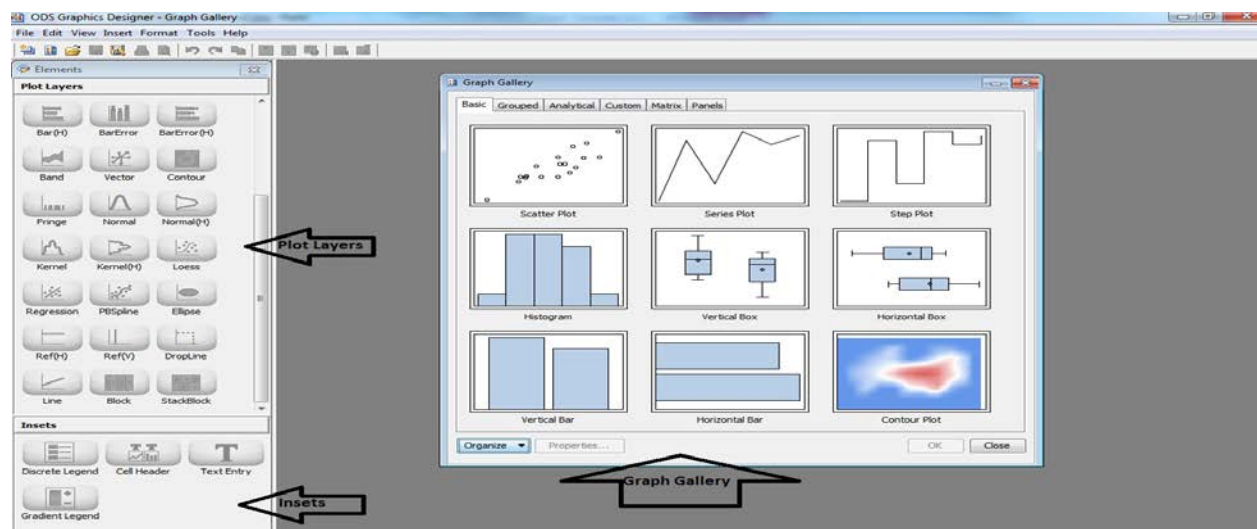 ODS Graphics Designer - Graph Gallery
File Edit View Insert Format Tools Help
Elements
Plot Layers
Bar(H) BarError BarError(H)
Band Vector Contour
Fringe Normal Normal(H)
Kernel Kernel(H) Loess
Regression PBSpline Ellipse
Ref(H) Ref(V) DropLine
Line Block StackBlock
Insets
Discrete Legend Cell Header Text Entry
Gradient Legend
Plot Layers
Insets
Graph Gallery
Basic Grouped Analytical Custom Matrix Panels
Scatter Plot Series Plot Step Plot
Histogram Vertical Box Horizontal Box
Vertical Bar Horizontal Bar Contour Plot
Organize Properties... OK Close
Graph Gallery